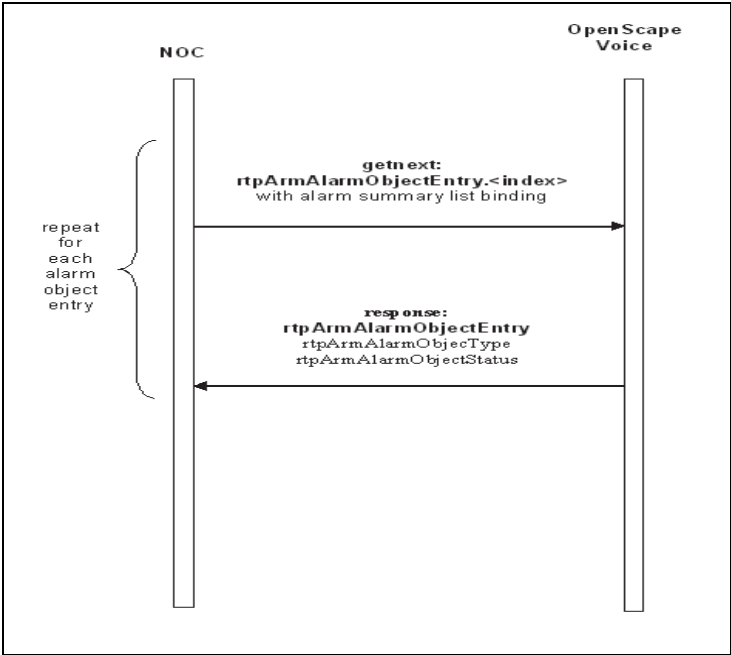 OpenScape
Voice
NOC
getnext:
rtpArmAlarmObjectEntry.<index>
with alarm summary list binding
repeat
for
each
alarm
object
entry
response:
rtpArmAlarmObjectEntry
rtpArmAlarmObjecType
rtpArmAlarmObjectStatus